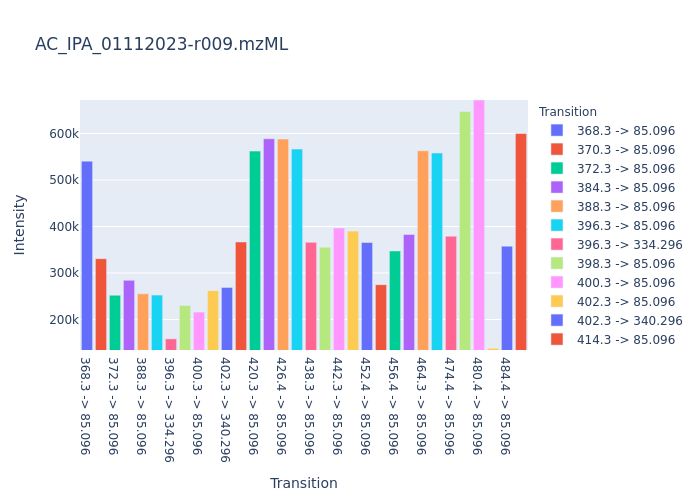 AC_IPA_01112023-r009.mzML
Intensity
600k
500k
400k
300k
200k
368.3 -> 85.096
372.3 -> 85.096
388.3 -> 85.096
396.3 -> 334.296
400.3 -> 85.096
402.3 -> 340.296
420.3 -> 85.096
426.4 -> 85.096
438.3 -> 85.096
442.3 -> 85.096
452.4 -> 85.096
456.4 -> 85.096
464.3 -> 85.096
474.4 -> 85.096
480.4 -> 85.096
484.4 -> 85.096
Transition
Transition
368.3 -> 85.096
370.3 -> 85.096
372.3 -> 85.096
384.3 -> 85.096
388.3 -> 85.096
396.3 -> 85.096
396.3 -> 334.296
398.3 -> 85.096
400.3 -> 85.096
402.3 -> 85.096
402.3 -> 340.296
414.3 -> 85.096